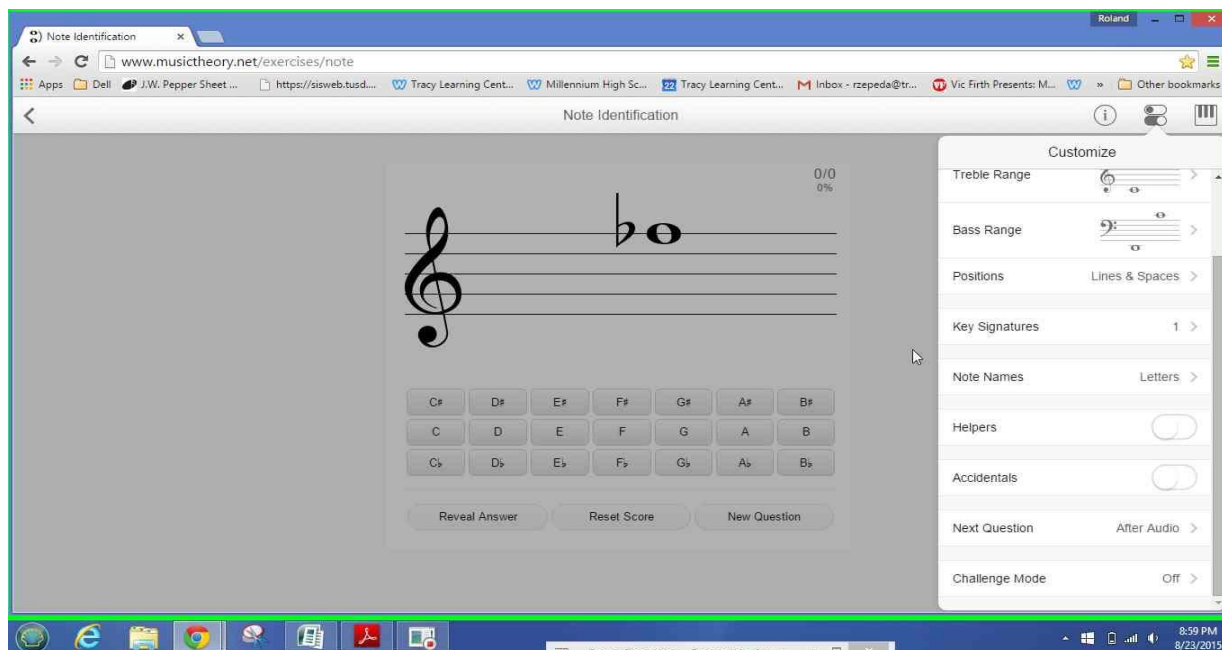 Roland
Note Identification
www.musictheory.net/exercises/note
Apps Dell J.W. Pepper Sheet ... https://sisweb.tusd.... Tracy Learning Cent... Millennium High Sc... 22 Tracy Learning Cent... Inbox - rzepeda@tr... Vic Firth Presents: M... » Other bookmarks
Note Identification
Customize
0/0
0%
Treble Range
Bass Range
Positions Lines & Spaces
Key Signatures 1
Note Names Letters
Helpers
Accidentals
Next Question After Audio
Challenge Mode Off
C♯ D♯ E♯ F♯ G♯ A♯ B♯
C D E F G A B
C♭ D♭ E♭ F♭ G♭ A♭ B♭
Reveal Answer Reset Score New Question
8:59 PM
8/23/2015